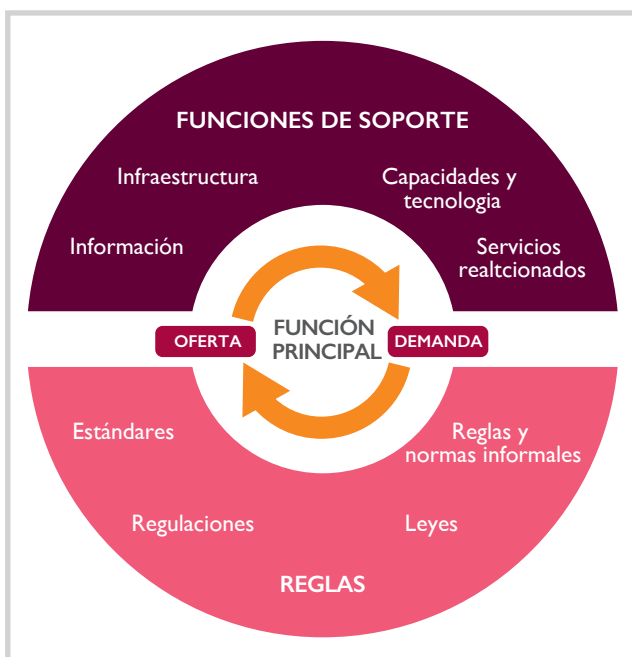 FUNCIONES DE SOPORTE
Infraestructura
Capacidades y
tecnologia
Información
Servicios
realtcionados
OFERTA
FUNCIÓN
PRINCIPAL
DEMANDA
Estándares
Reglas y
normas informales
Regulaciones
Leyes
REGLAS